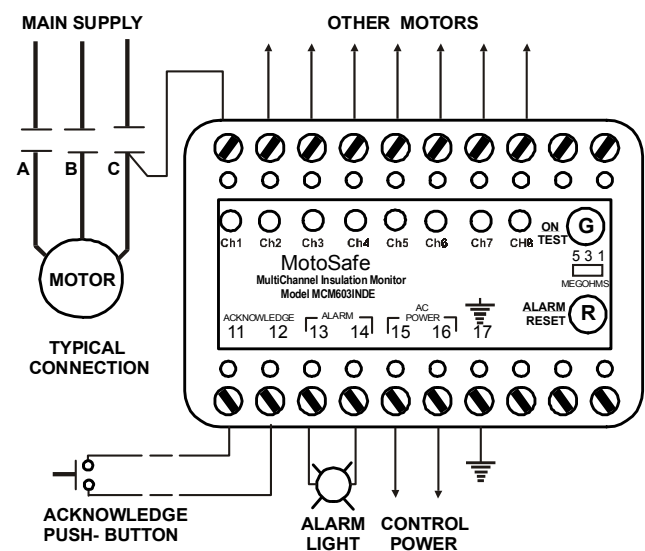 MAIN SUPPLY
OTHER MOTORS
A B C
MOTOR
TYPICAL
CONNECTION
Ch1 Ch2 Ch3 Ch4 Ch5 Ch6 Ch7 CH8
ON
TEST
G
5 3 1
MEGOHMS
MotoSafe
MultiChannel Insulation Monitor
Model MCM603INDE
ALARM
RESET
R
ACKNOWLEDGE
ALARM
AC
POWER
11 12 13 14 15 16 17
ACKNOWLEDGE
PUSH- BUTTON
ALARM
LIGHT
CONTROL
POWER